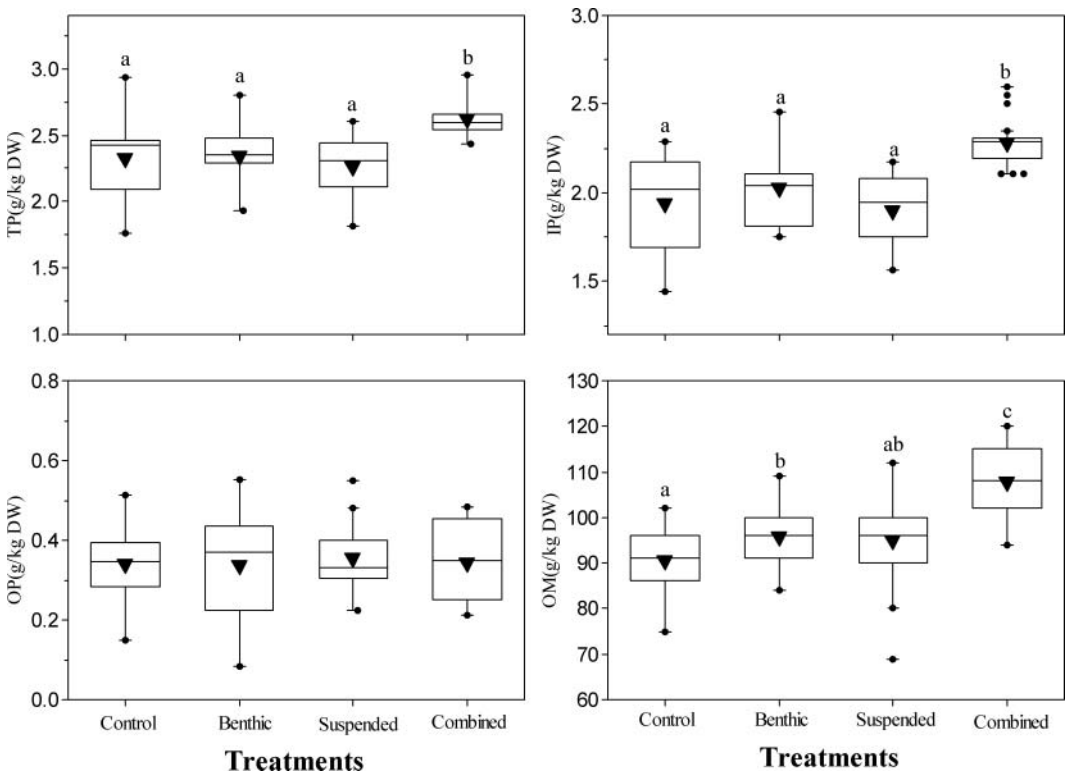 TP(g/kg DW)
3.0
2.5
2.0
1.5
1.0
a
a
a
b
IP(g/kg DW)
3.0
2.5
2.0
1.5
a
a
a
b
OP(g/kg DW)
0.8
0.6
0.4
0.2
0.0
Control
Benthic
Suspended
Combined
Treatments
OM(g/kg DW)
130
120
110
100
90
80
70
60
a
b
ab
c
Control
Benthic
Suspended
Combined
Treatments